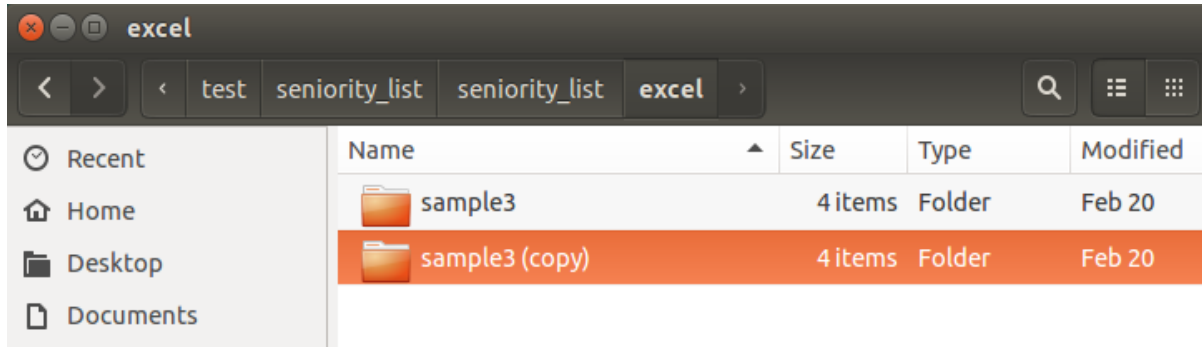 excel
test seniority_list seniority_list excel
Recent
Home
Desktop
Documents
Name Size Type Modified
sample3 4 items Folder Feb 20
sample3 (copy) 4 items Folder Feb 20